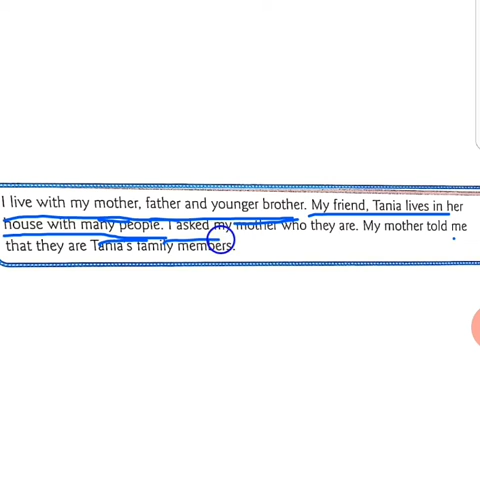 I live with my mother, father and younger brother. My friend, Tania lives in her
house with many people. I asked my mother who they are. My mother told me
that they are Tania's family members.